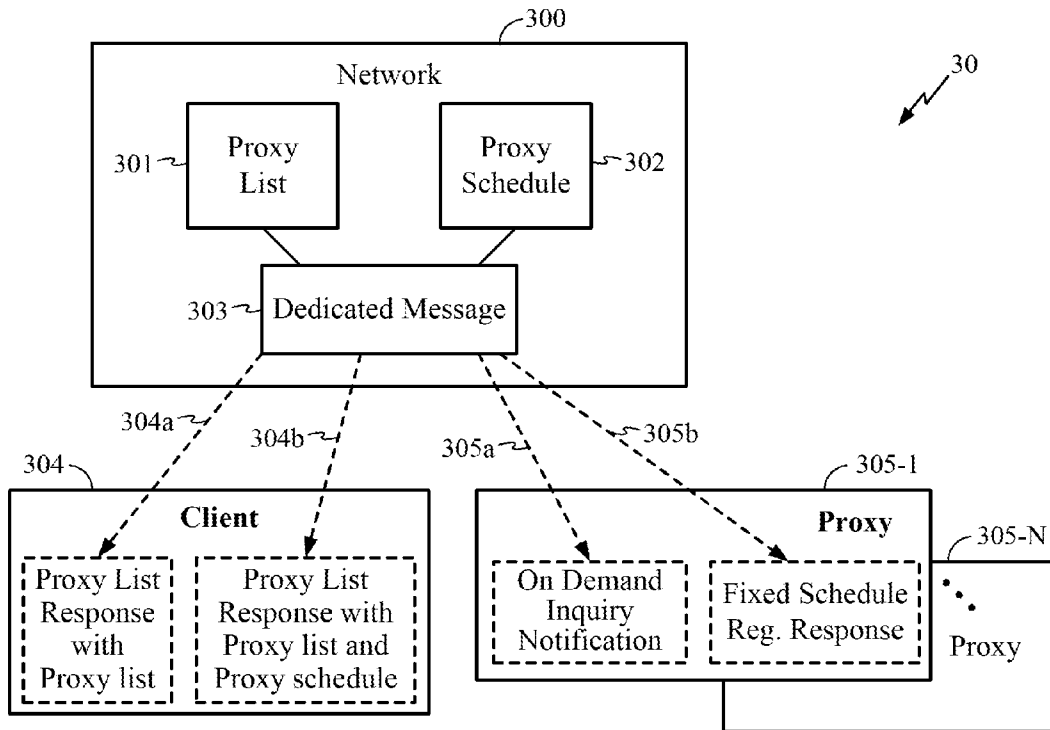 300
Network
30
301
Proxy
List
Proxy
Schedule
302
303
Dedicated Message
304a
304b
305a
305b
304
305-1
Client
Proxy
305-N
Proxy List
Response
with
Proxy list
Proxy List
Response with
Proxy list and
Proxy schedule
On Demand
Inquiry
Notification
Fixed Schedule
Reg. Response
Proxy